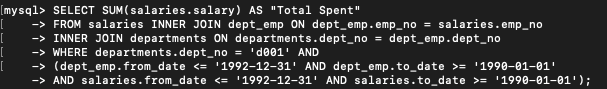 [mysql> SELECT SUM(salaries.salary) AS "Total Spent"
[    -> FROM salaries INNER JOIN dept_emp ON dept_emp.emp_no = salaries.emp_no
    -> INNER JOIN departments ON departments.dept_no = dept_emp.dept_no
[    -> WHERE departments.dept_no = 'd001' AND
[    -> (dept_emp.from_date <= '1992-12-31' AND dept_emp.to_date >= '1990-01-01'
    -> AND salaries.from_date <= '1992-12-31' AND salaries.to_date >= '1990-01-01');